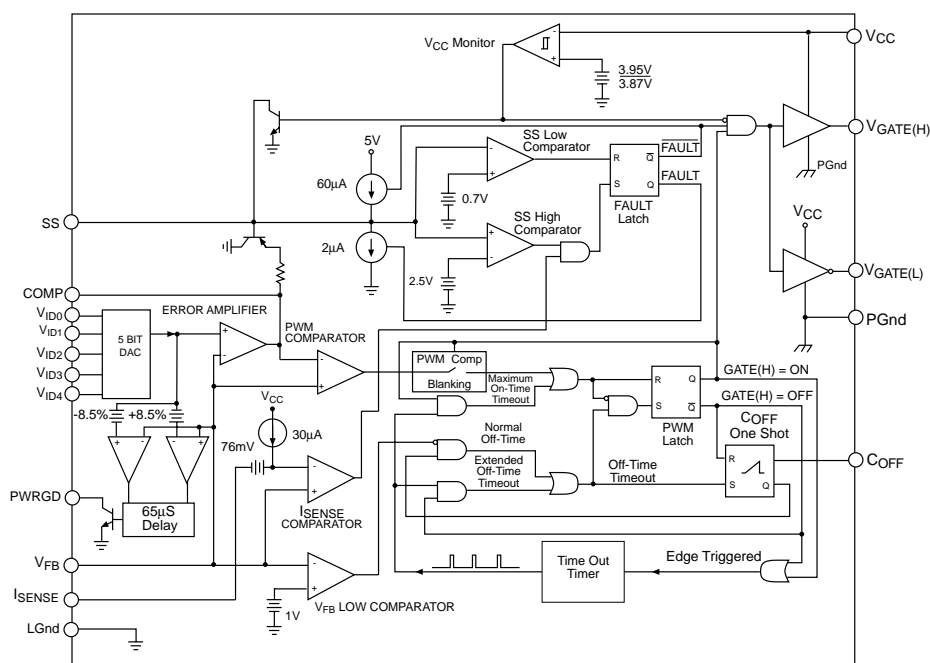 VCC Monitor
-
+
3.95V
3.87V
VCC
VGATE(H)
PGnd
SS Low
Comparator
5V
-
+
R
Q
FAULT
S
Q
FAULT
FAULT
Latch
60µA
0.7V
SS
SS High
Comparator
+
-
2µA
2.5V
VCC
VGATE(L)
PGnd
COMP
ERROR AMPLIFIER
VID0
VID1
VID2
VID3
VID4
5 BIT
DAC
+
-
PWM
COMPARATOR
-
+
PWM Comp
Blanking
Maximum
On-Time
Timeout
R
Q
S
Q
PWM
Latch
GATE(H) = ON
GATE(H) = OFF
-8.5%
+8.5%
+
-
-
+
VCC
30µA
76mV
-
+
ISENSE
COMPARATOR
Normal
Off-Time
Extended
Off-Time
Timeout
Off-Time
Timeout
COFF
One Shot
R
S
Q
COFF
PWRGD
65µS
Delay
VFB
-
+
VFB LOW COMPARATOR
1V
Time Out
Timer
Edge Triggered
ISENSE
LGnd